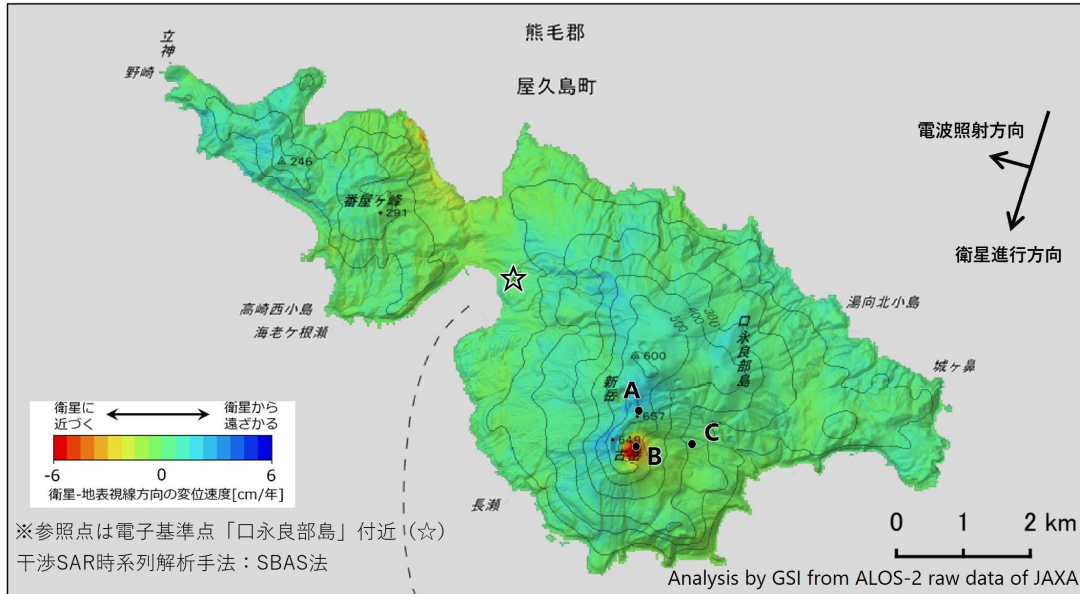 熊毛郡
屋久島町
立神
野崎
246
番屋ヶ峰
291
高崎西小島
海老ケ根瀬
電波照射方向
衛星進行方向
湯向北小島
城ヶ鼻
300
400
500
口永良部島
600
新岳
A
657
649
古岳
B
C
長瀬
衛星に
近づく
衛星から
遠ざかる
-6 0 6
衛星-地表視線方向の変位速度[cm/年]
※参照点は電子基準点「口永良部島」付近（☆）
干渉SAR時系列解析手法：SBAS法
0 1 2 km
Analysis by GSI from ALOS-2 raw data of JAXA